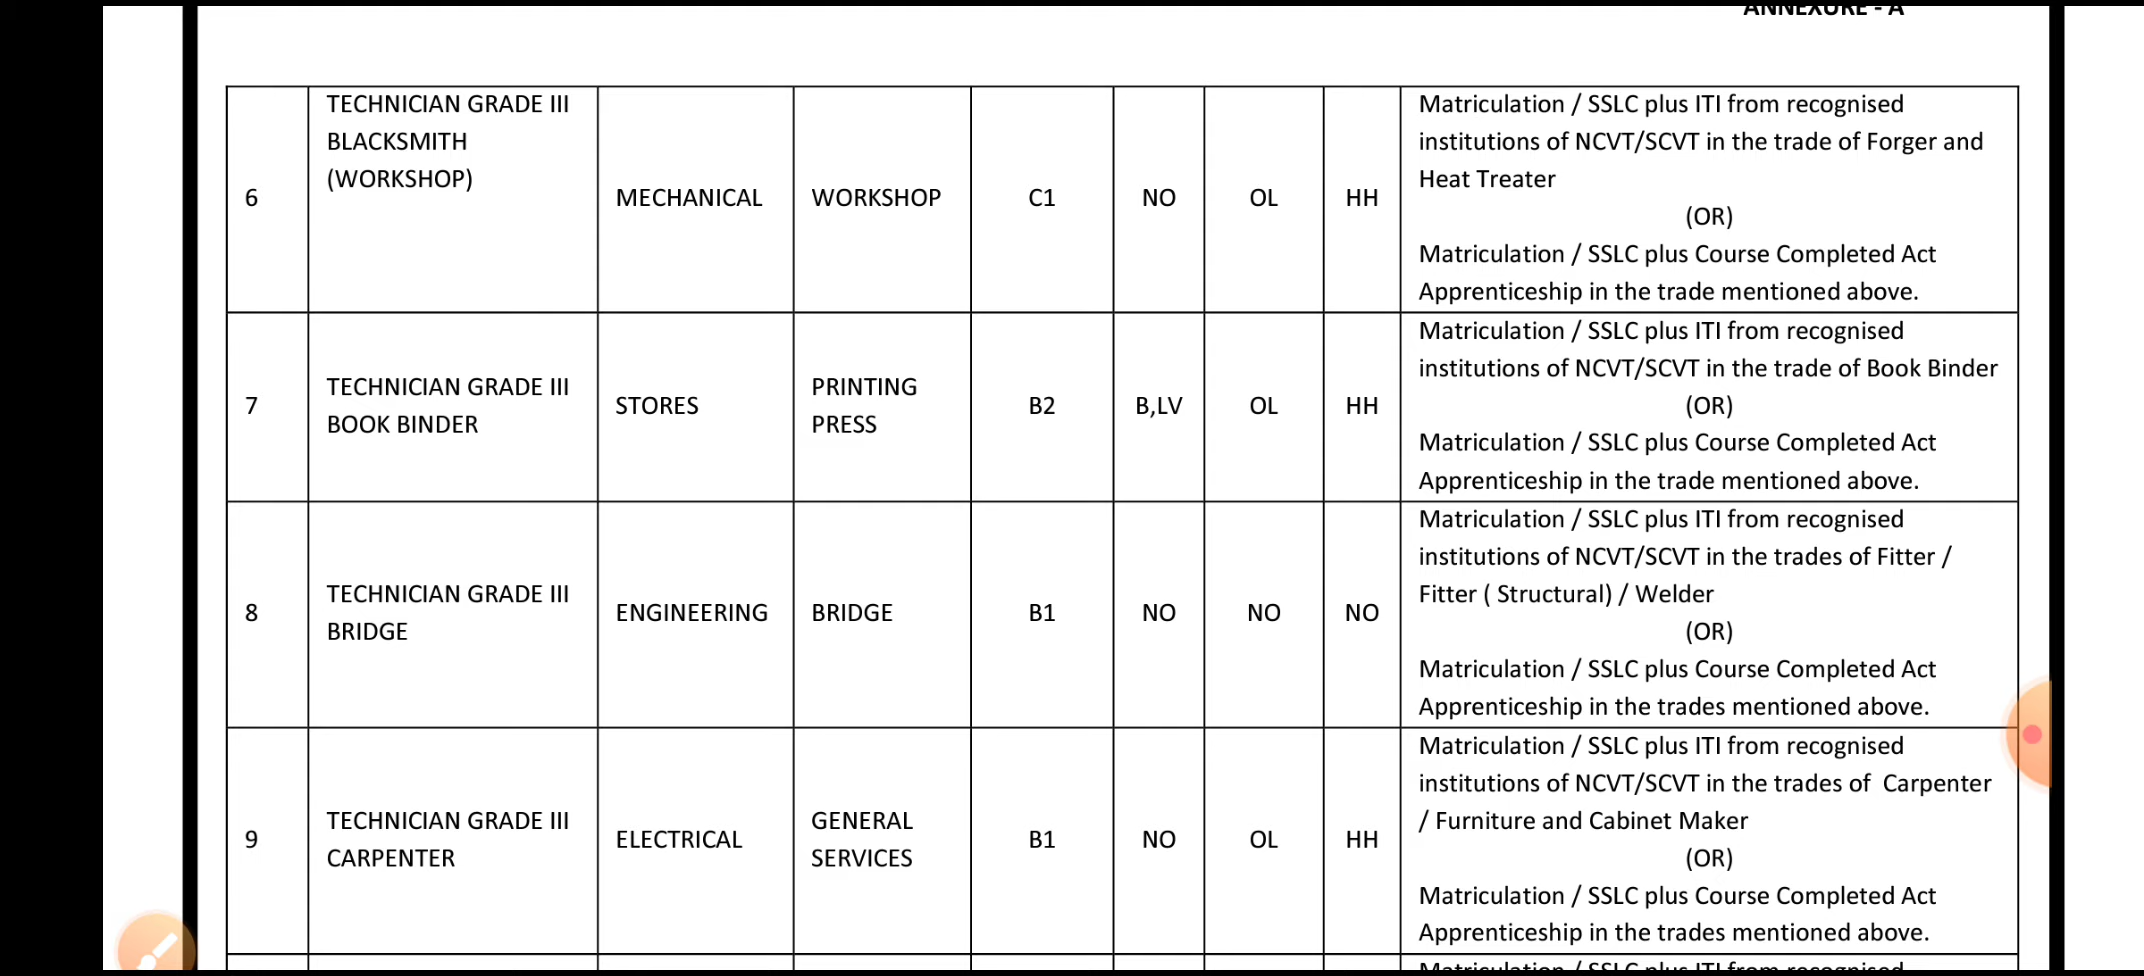 ANNEXURE - A
6
TECHNICIAN GRADE III
BLACKSMITH
(WORKSHOP)
MECHANICAL
WORKSHOP
C1
NO
OL
HH
Matriculation / SSLC plus ITI from recognised
institutions of NCVT/SCVT in the trade of Forger and
Heat Treater
(OR)
Matriculation / SSLC plus Course Completed Act
Apprenticeship in the trade mentioned above.
7
TECHNICIAN GRADE III
BOOK BINDER
STORES
PRINTING
PRESS
B2
B,LV
OL
HH
Matriculation / SSLC plus ITI from recognised
institutions of NCVT/SCVT in the trade of Book Binder
(OR)
Matriculation / SSLC plus Course Completed Act
Apprenticeship in the trade mentioned above.
8
TECHNICIAN GRADE III
BRIDGE
ENGINEERING
BRIDGE
B1
NO
NO
NO
Matriculation / SSLC plus ITI from recognised
institutions of NCVT/SCVT in the trades of Fitter /
Fitter ( Structural) / Welder
(OR)
Matriculation / SSLC plus Course Completed Act
Apprenticeship in the trades mentioned above.
9
TECHNICIAN GRADE III
CARPENTER
ELECTRICAL
GENERAL
SERVICES
B1
NO
OL
HH
Matriculation / SSLC plus ITI from recognised
institutions of NCVT/SCVT in the trades of  Carpenter
/ Furniture and Cabinet Maker
(OR)
Matriculation / SSLC plus Course Completed Act
Apprenticeship in the trades mentioned above.
Matriculation / SSLC plus ITI from recognised